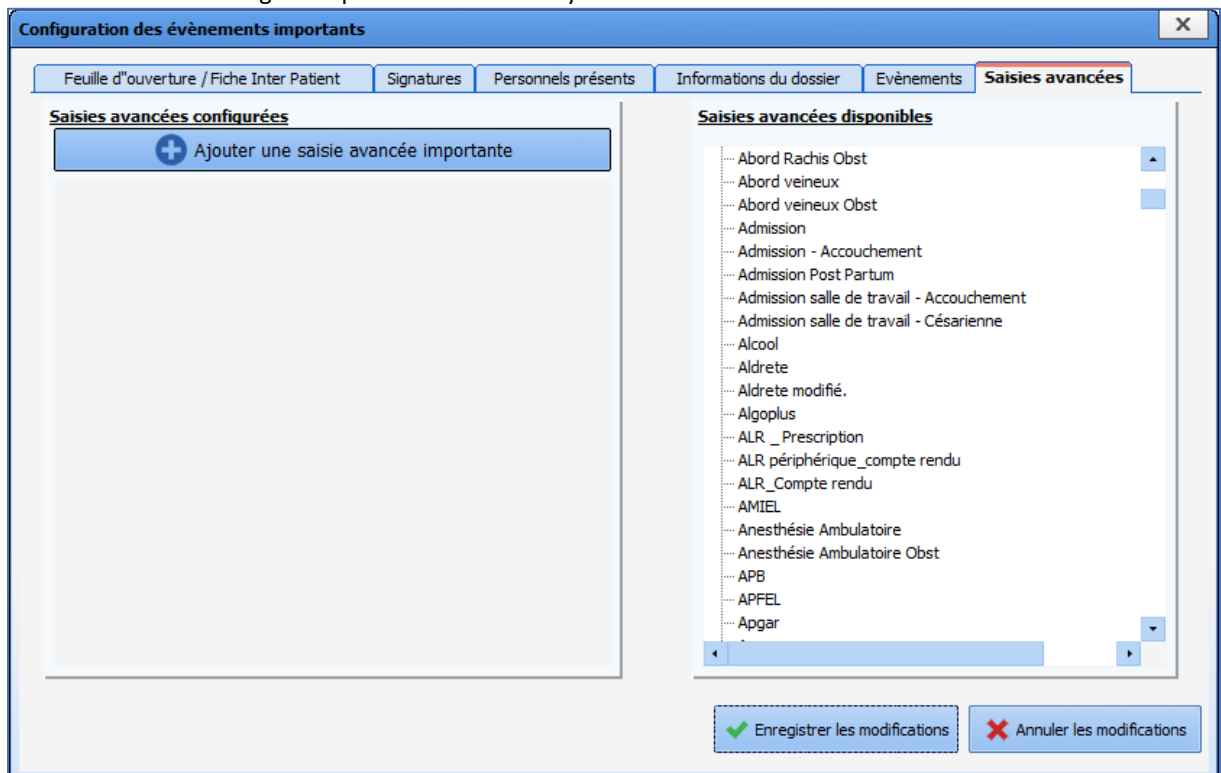 Configuration des évènements importants
Feuille d"ouverture / Fiche Inter Patient
Signatures
Personnels présents
Informations du dossier
Evènements
Saisies avancées
Saisies avancées configurées
Ajouter une saisie avancée importante
Saisies avancées disponibles
Abord Rachis Obst
Abord veineux
Abord veineux Obst
Admission
Admission - Accouchement
Admission Post Partum
Admission salle de travail - Accouchement
Admission salle de travail - Césarienne
Alcool
Aldrete
Aldrete modifié.
Algoplus
ALR _ Prescription
ALR périphérique_compte rendu
ALR_Compte rendu
AMIEL
Anesthésie Ambulatoire
Anesthésie Ambulatoire Obst
APB
APFEL
Apgar
Enregistrer les modifications
Annuler les modifications